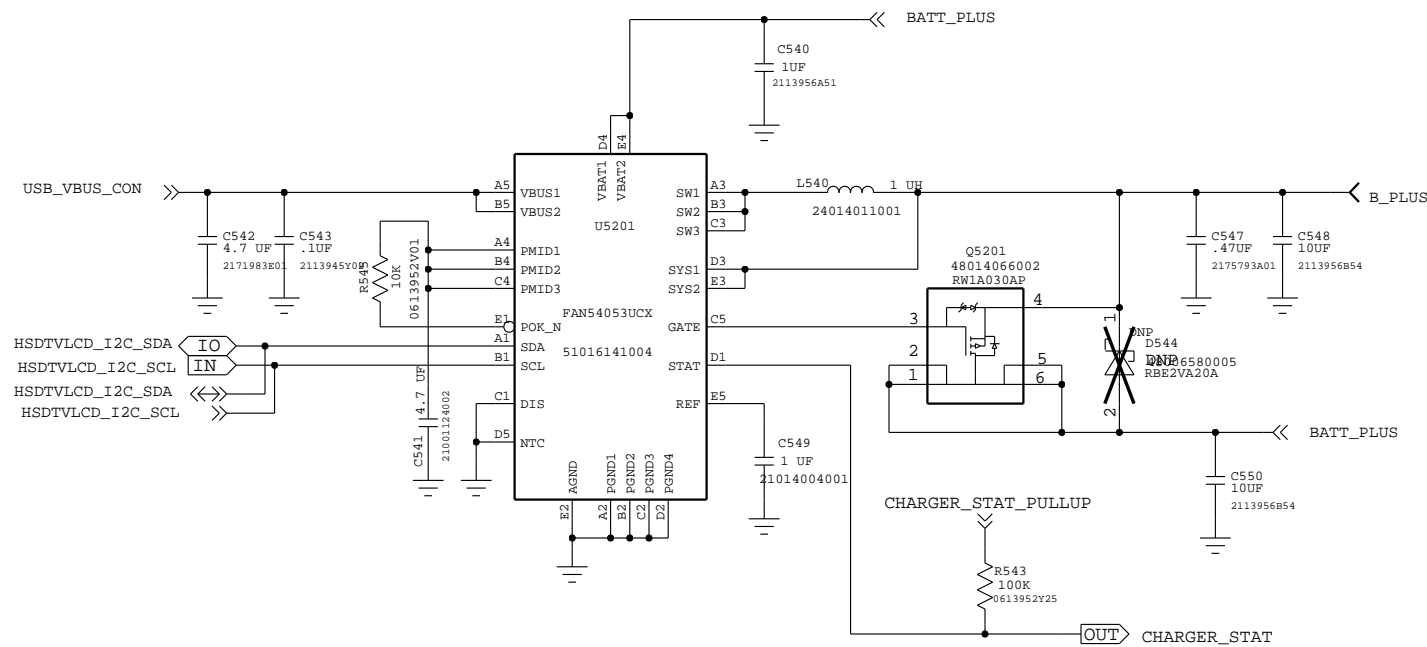 BATT_PLUS
C540
1UF
2113956A51
D4
E4
VBAT1
VBAT2
USB_VBUS_CON
A5
VBUS1
B5
VBUS2
A3
SW1
B3
SW2
C3
SW3
L540
1 UH
24014011001
B_PLUS
U5201
C542
4.7 UF
2171983E01
C543
.1UF
R545
10K
0613952V01
A4
PMID1
B4
PMID2
C4
PMID3
D3
SYS1
E3
SYS2
Q5201
48014066002
RW1A030AP
C547
.47UF
2175793A01
C548
10UF
2113956B54
FAN54053UCX
51016141004
E1
POK_N
C5
GATE
3
4
2
1
5
6
HSDTVLCD_I2C_SDA
IO
A1
SDA
HSDTVLCD_I2C_SCL
IN
B1
SCL
D1
STAT
HSDTVLCD_I2C_SDA
HSDTVLCD_I2C_SCL
1
DNP
D544
DNP
48006580005
RBE2VA20A
2
C541
4.7 UF
21001124002
C1
DIS
D5
NTC
E5
REF
C549
1 UF
21014004001
BATT_PLUS
C550
10UF
2113956B54
AGND
PGND1
PGND2
PGND3
PGND4
E2
A2
B2
C2
D2
CHARGER_STAT_PULLUP
R543
100K
0613952Y25
OUT
CHARGER_STAT